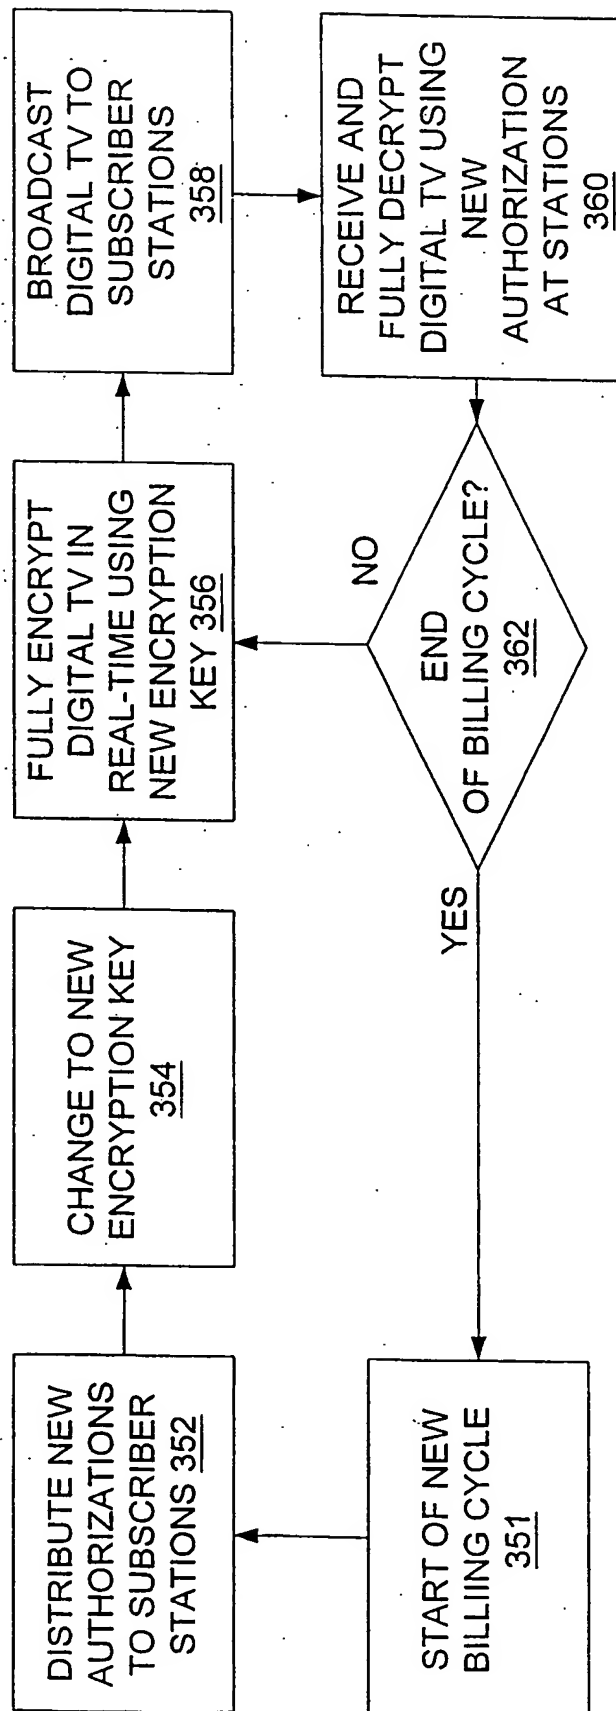 START OF NEW
BILLIING CYCLE
351
DISTRIBUTE NEW
AUTHORIZATIONS
TO SUBSCRIBER
STATIONS 352
CHANGE TO NEW
ENCRYPTION KEY
354
FULLY ENCRYPT
DIGITAL TV IN
REAL-TIME USING
NEW ENCRYPTION
KEY 356
BROADCAST
DIGITAL TV TO
SUBSCRIBER
STATIONS
358
RECEIVE AND
FULLY DECRYPT
DIGITAL TV USING
NEW
AUTHORIZATION
AT STATIONS
360
END
OF BILLING CYCLE?
362
NO
YES